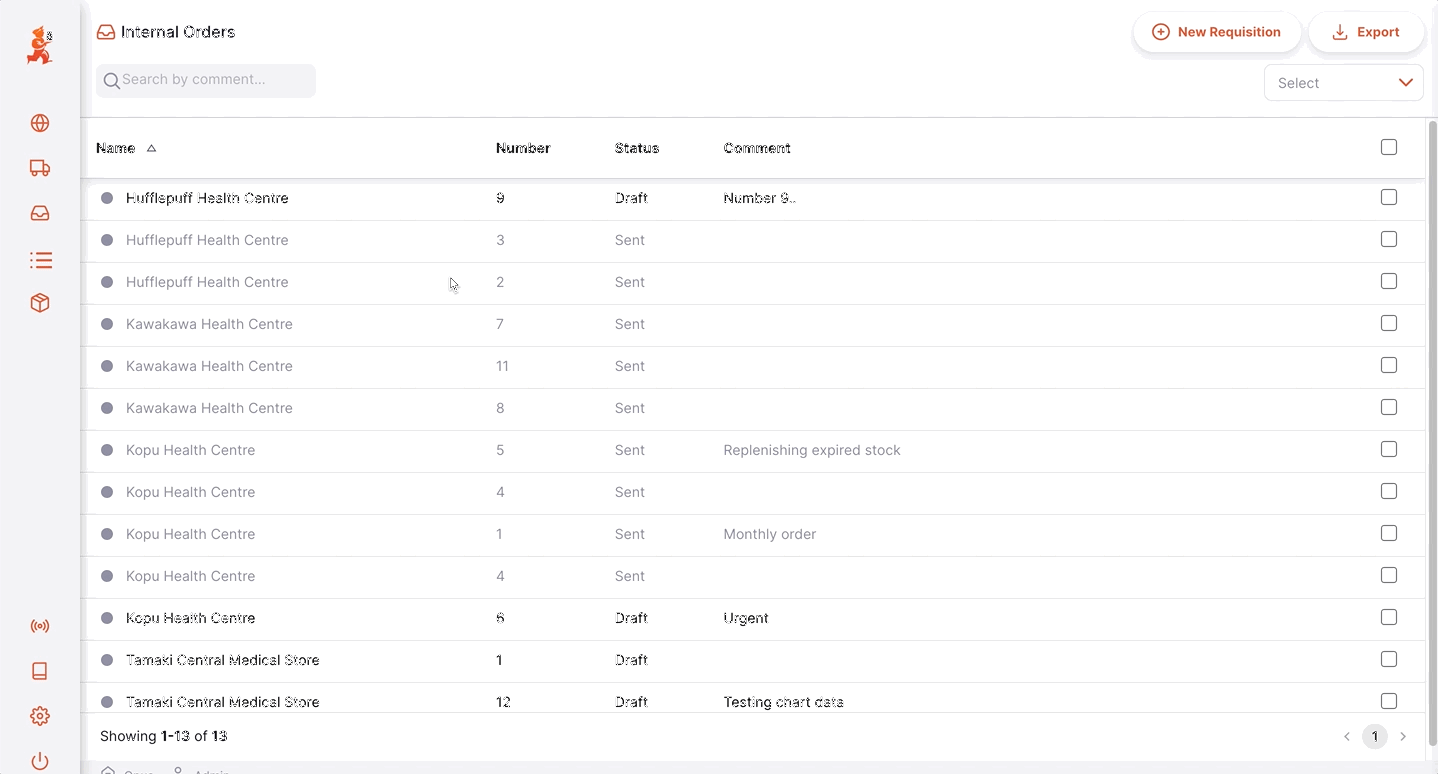 Internal Orders
New Requisition
Export
Search by comment...
Select
Name Number Status Comment
Hufflepuff Health Centre 9 Draft Number 9..
Hufflepuff Health Centre 3 Sent
Hufflepuff Health Centre 2 Sent
Kawakawa Health Centre 7 Sent
Kawakawa Health Centre 11 Sent
Kawakawa Health Centre 8 Sent
Kopu Health Centre 5 Sent Replenishing expired stock
Kopu Health Centre 4 Sent
Kopu Health Centre 1 Sent Monthly order
Kopu Health Centre 4 Sent
Kopu Health Centre 6 Draft Urgent
Tamaki Central Medical Store 1 Draft
Tamaki Central Medical Store 12 Draft Testing chart data
Showing 1-13 of 13
1